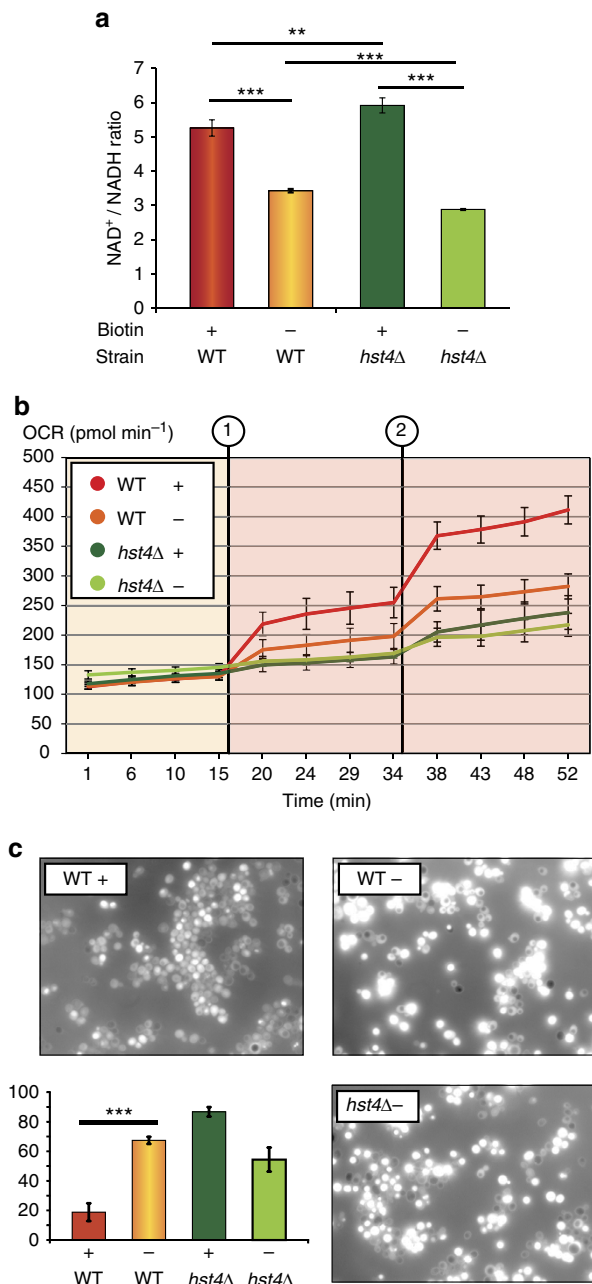 a
**
***
***
***
7
6
5
4
3
2
1
0
NAD⁺ / NADH ratio
Biotin + − + −
Strain WT WT hst4Δ hst4Δ
b
OCR (pmol min⁻¹)
1
2
500
450
400
350
300
250
200
150
100
50
0
WT +
WT −
hst4Δ +
hst4Δ −
1 6 10 15 20 24 29 34 38 43 48 52
Time (min)
c
WT +
WT −
100
80
60
40
20
0
***
+ − + −
WT WT hst4Δ hst4Δ
hst4Δ−